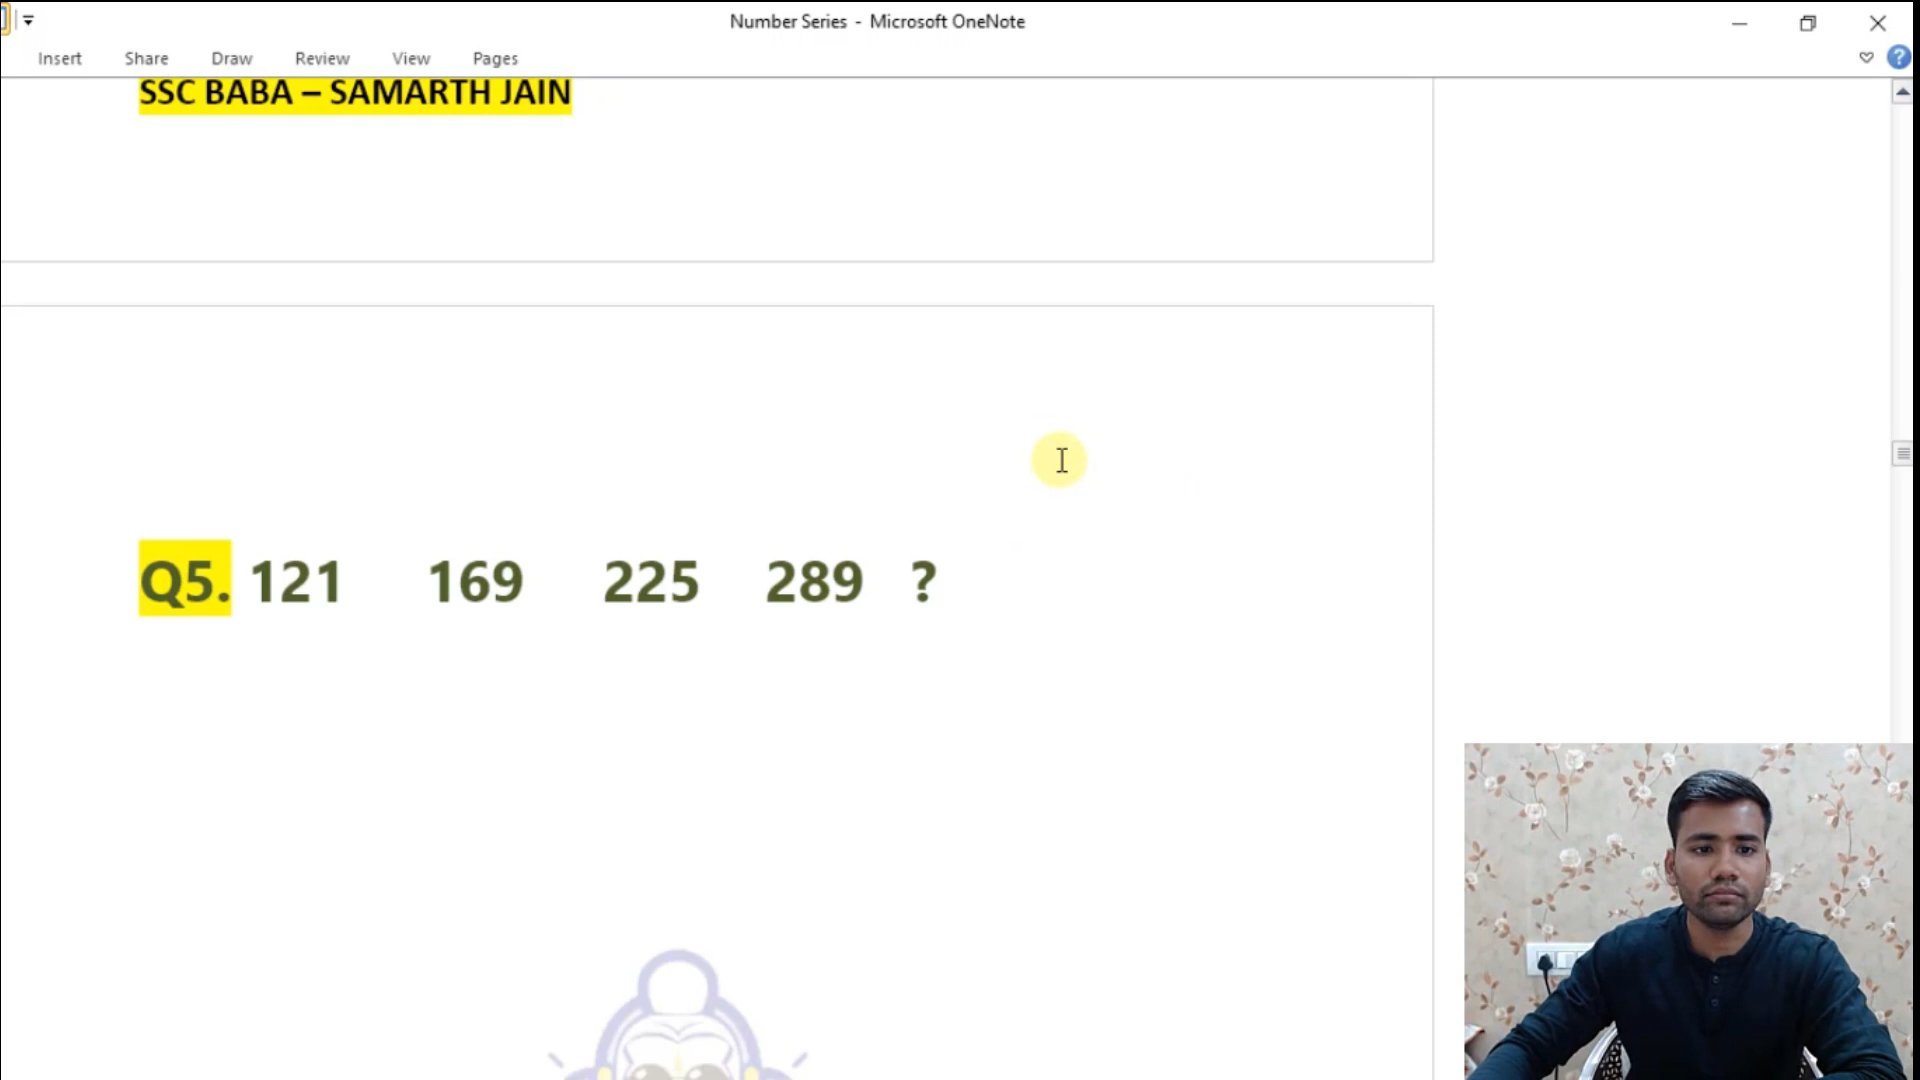 Number Series - Microsoft OneNote
Insert Share Draw Review View Pages
?
SSC BABA – SAMARTH JAIN
Q5. 121 169 225 289 ?